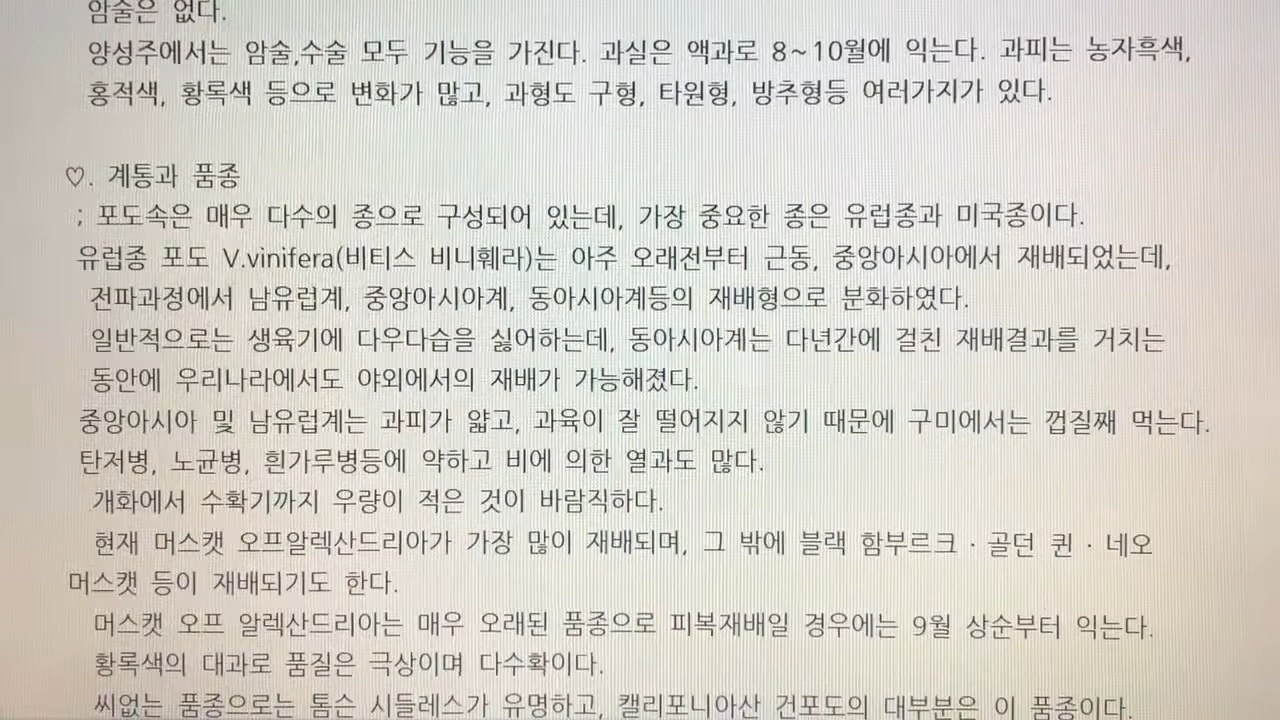 암술은 없다.
양성주에서는 암술,수술 모두 기능을 가진다. 과실은 액과로 8~10월에 익는다. 과피는 농자흑색,
홍적색, 황록색 등으로 변화가 많고, 과형도 구형, 타원형, 방추형등 여러가지가 있다.
♡. 계통과 품종
; 포도속은 매우 다수의 종으로 구성되어 있는데, 가장 중요한 종은 유럽종과 미국종이다.
유럽종 포도 V.vinifera(비티스 비니훼라)는 아주 오래전부터 근동, 중앙아시아에서 재배되었는데,
전파과정에서 남유럽계, 중앙아시아계, 동아시아계등의 재배형으로 분화하였다.
일반적으로는 생육기에 다우다습을 싫어하는데, 동아시아계는 다년간에 걸친 재배결과를 거치는
동안에 우리나라에서도 야외에서의 재배가 가능해졌다.
중앙아시아 및 남유럽계는 과피가 얇고, 과육이 잘 떨어지지 않기 때문에 구미에서는 껍질째 먹는다.
탄저병, 노균병, 흰가루병등에 약하고 비에 의한 열과도 많다.
개화에서 수확기까지 우량이 적은 것이 바람직하다.
현재 머스캣 오프알렉산드리아가 가장 많이 재배되며, 그 밖에 블랙 함부르크 · 골던 퀸 · 네오
머스캣 등이 재배되기도 한다.
머스캣 오프 알렉산드리아는 매우 오래된 품종으로 피복재배일 경우에는 9월 상순부터 익는다.
황록색의 대과로 품질은 극상이며 다수확이다.
씨없는 품종으로는 톰슨 시들레스가 유명하고, 캘리포니아산 건포도의 대부분은 이 품종이다.